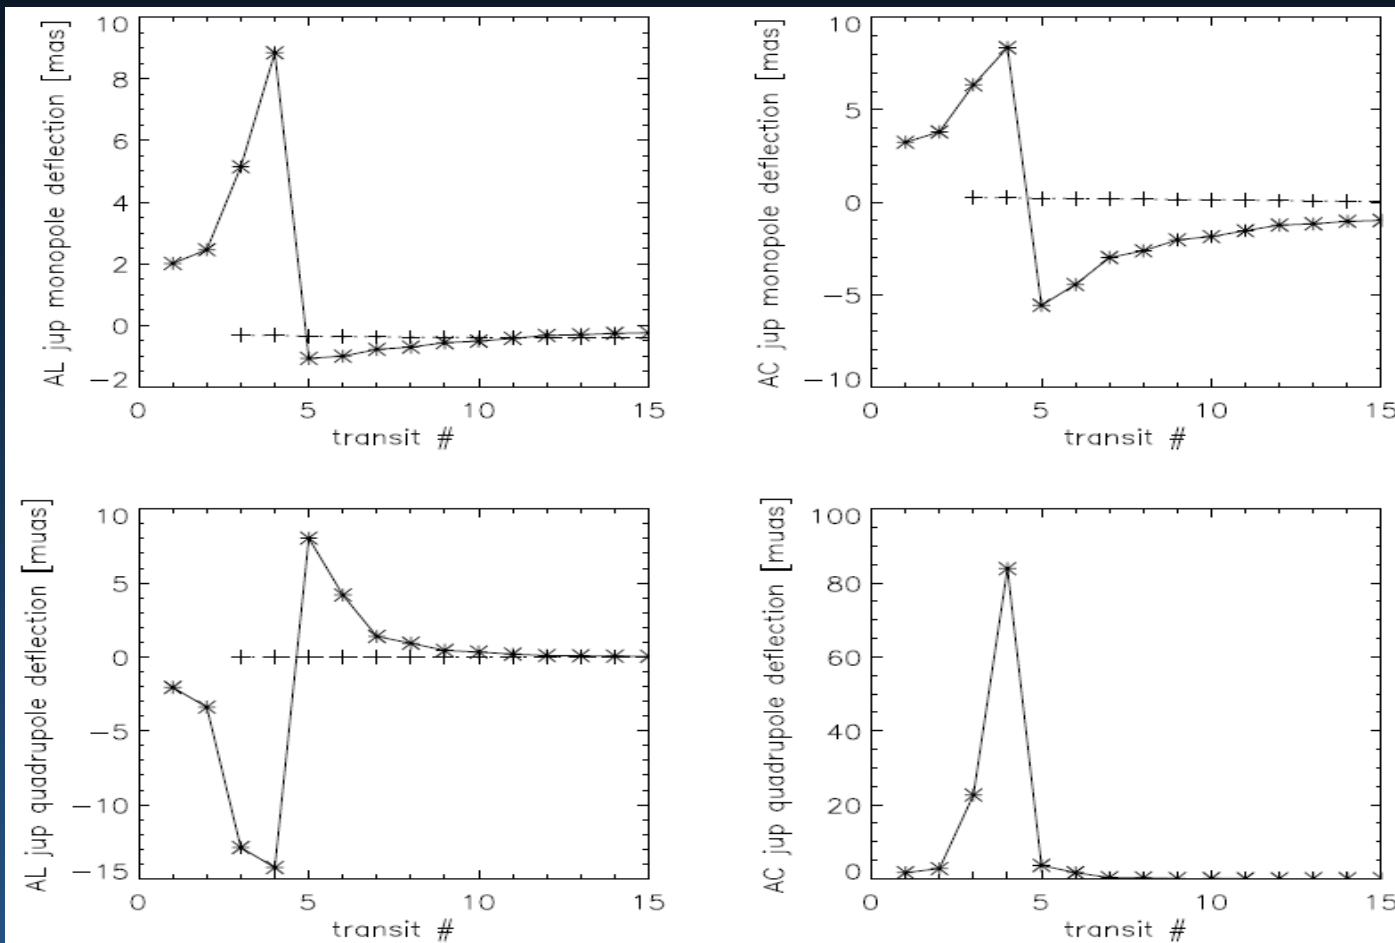 AL jup monopole deflection [mas]
10
8
6
4
2
0
−2
0 5 10 15
transit #
AC jup monopole deflection [mas]
10
5
0
−5
−10
0 5 10 15
transit #
AL jup quadrupole deflection [muas]
10
5
0
−5
−10
−15
0 5 10 15
transit #
AC jup quadrupole deflection [muas]
100
80
60
40
20
0
0 5 10 15
transit #